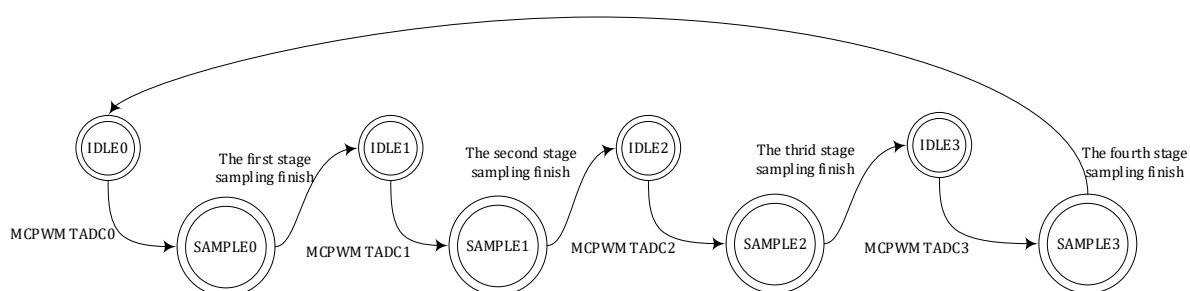 IDLE0
IDLE1
IDLE2
IDLE3
The first stage
sampling finish
The second stage
sampling finish
The thrid stage
sampling finish
The fourth stage
sampling finish
MCPWM TADC0
SAMPLE0
MCPWM TADC1
SAMPLE1
MCPWM TADC2
SAMPLE2
MCPWM TADC3
SAMPLE3